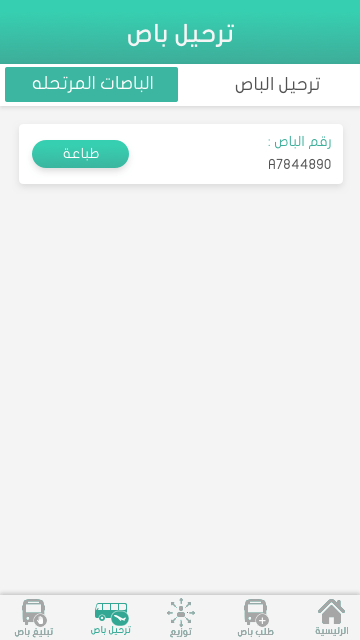 ترحيل باص
ترحيل الباص
الباصات المرتحله
رقم الباص :
A7844890
طباعة
الرئيسية
طلب باص
توزيع
ترحيل باص
تبليغ باص